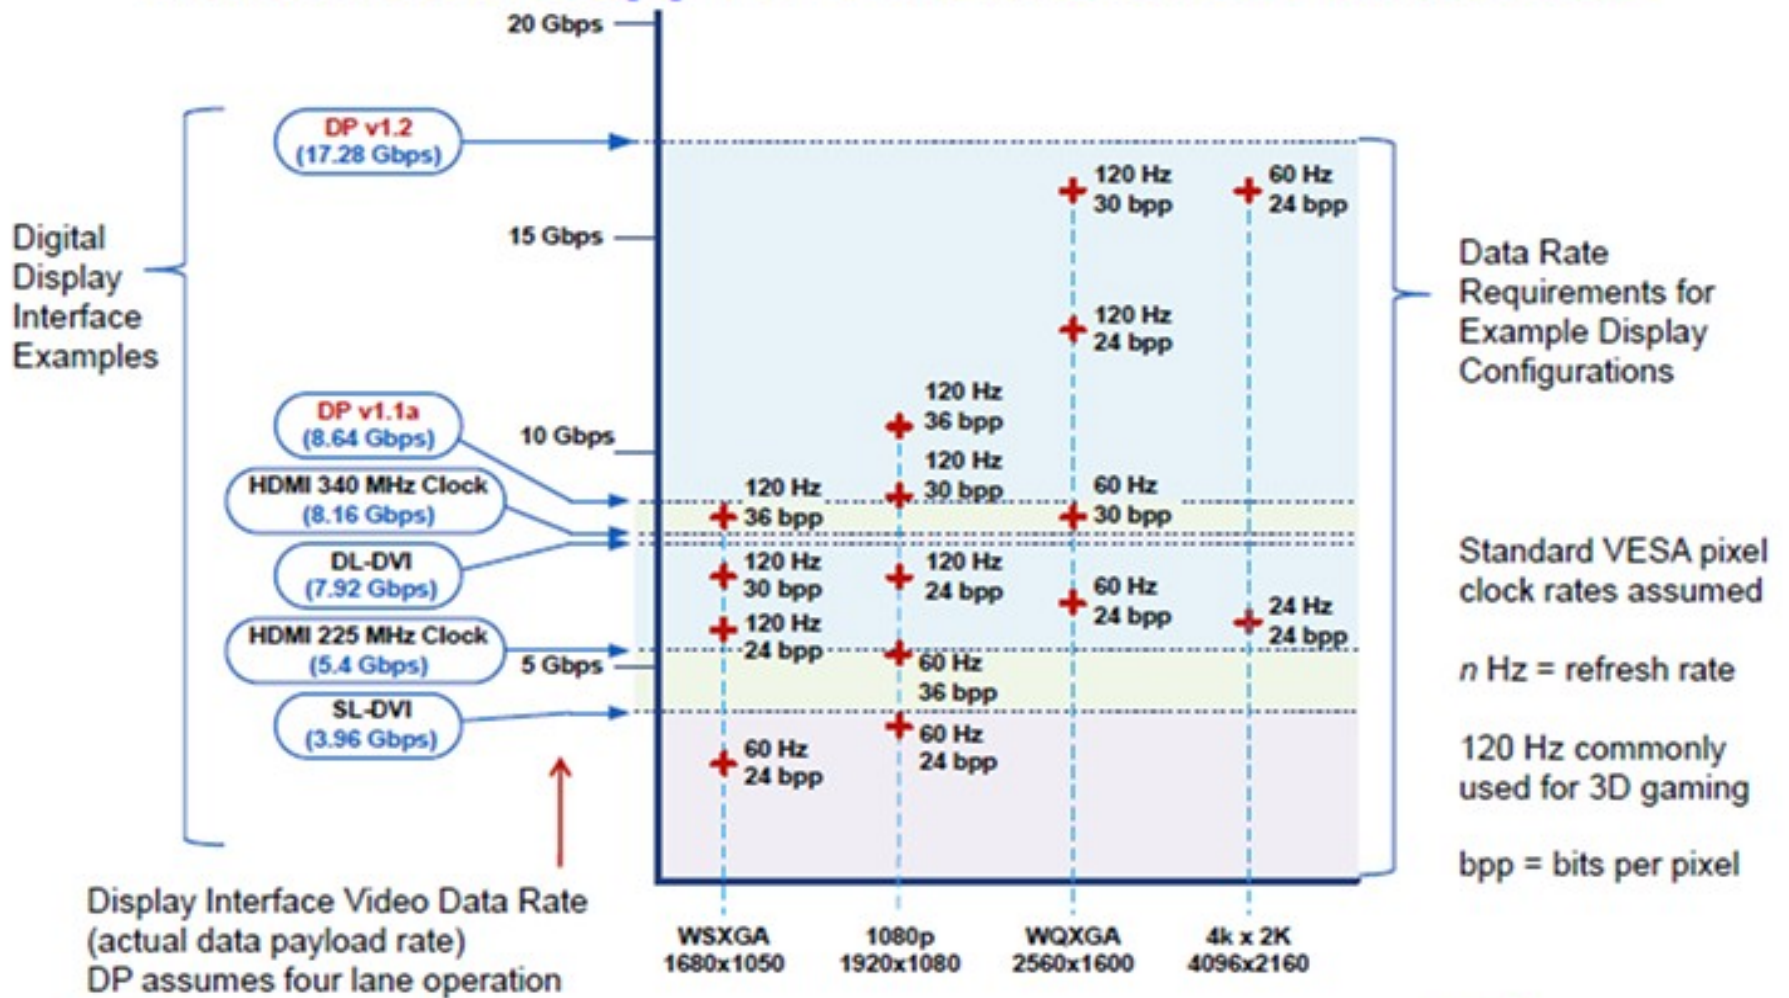 20 Gbps
DP v1.2
(17.28 Gbps)
15 Gbps
Digital
Display
Interface
Examples
DP v1.1a
(8.64 Gbps)
10 Gbps
HDMI 340 MHz Clock
(8.16 Gbps)
DL-DVI
(7.92 Gbps)
HDMI 225 MHz Clock
(5.4 Gbps)
5 Gbps
SL-DVI
(3.96 Gbps)
Display Interface Video Data Rate
(actual data payload rate)
DP assumes four lane operation
120 Hz
36 bpp
120 Hz
30 bpp
120 Hz
24 bpp
60 Hz
24 bpp
WSXGA
1680x1050
120 Hz
36 bpp
120 Hz
30 bpp
120 Hz
24 bpp
60 Hz
36 bpp
60 Hz
24 bpp
1080p
1920x1080
120 Hz
30 bpp
120 Hz
24 bpp
60 Hz
30 bpp
60 Hz
24 bpp
WQXGA
2560x1600
60 Hz
24 bpp
24 Hz
24 bpp
4k x 2K
4096x2160
Data Rate
Requirements for
Example Display
Configurations
Standard VESA pixel
clock rates assumed
n Hz = refresh rate
120 Hz commonly
used for 3D gaming
bpp = bits per pixel